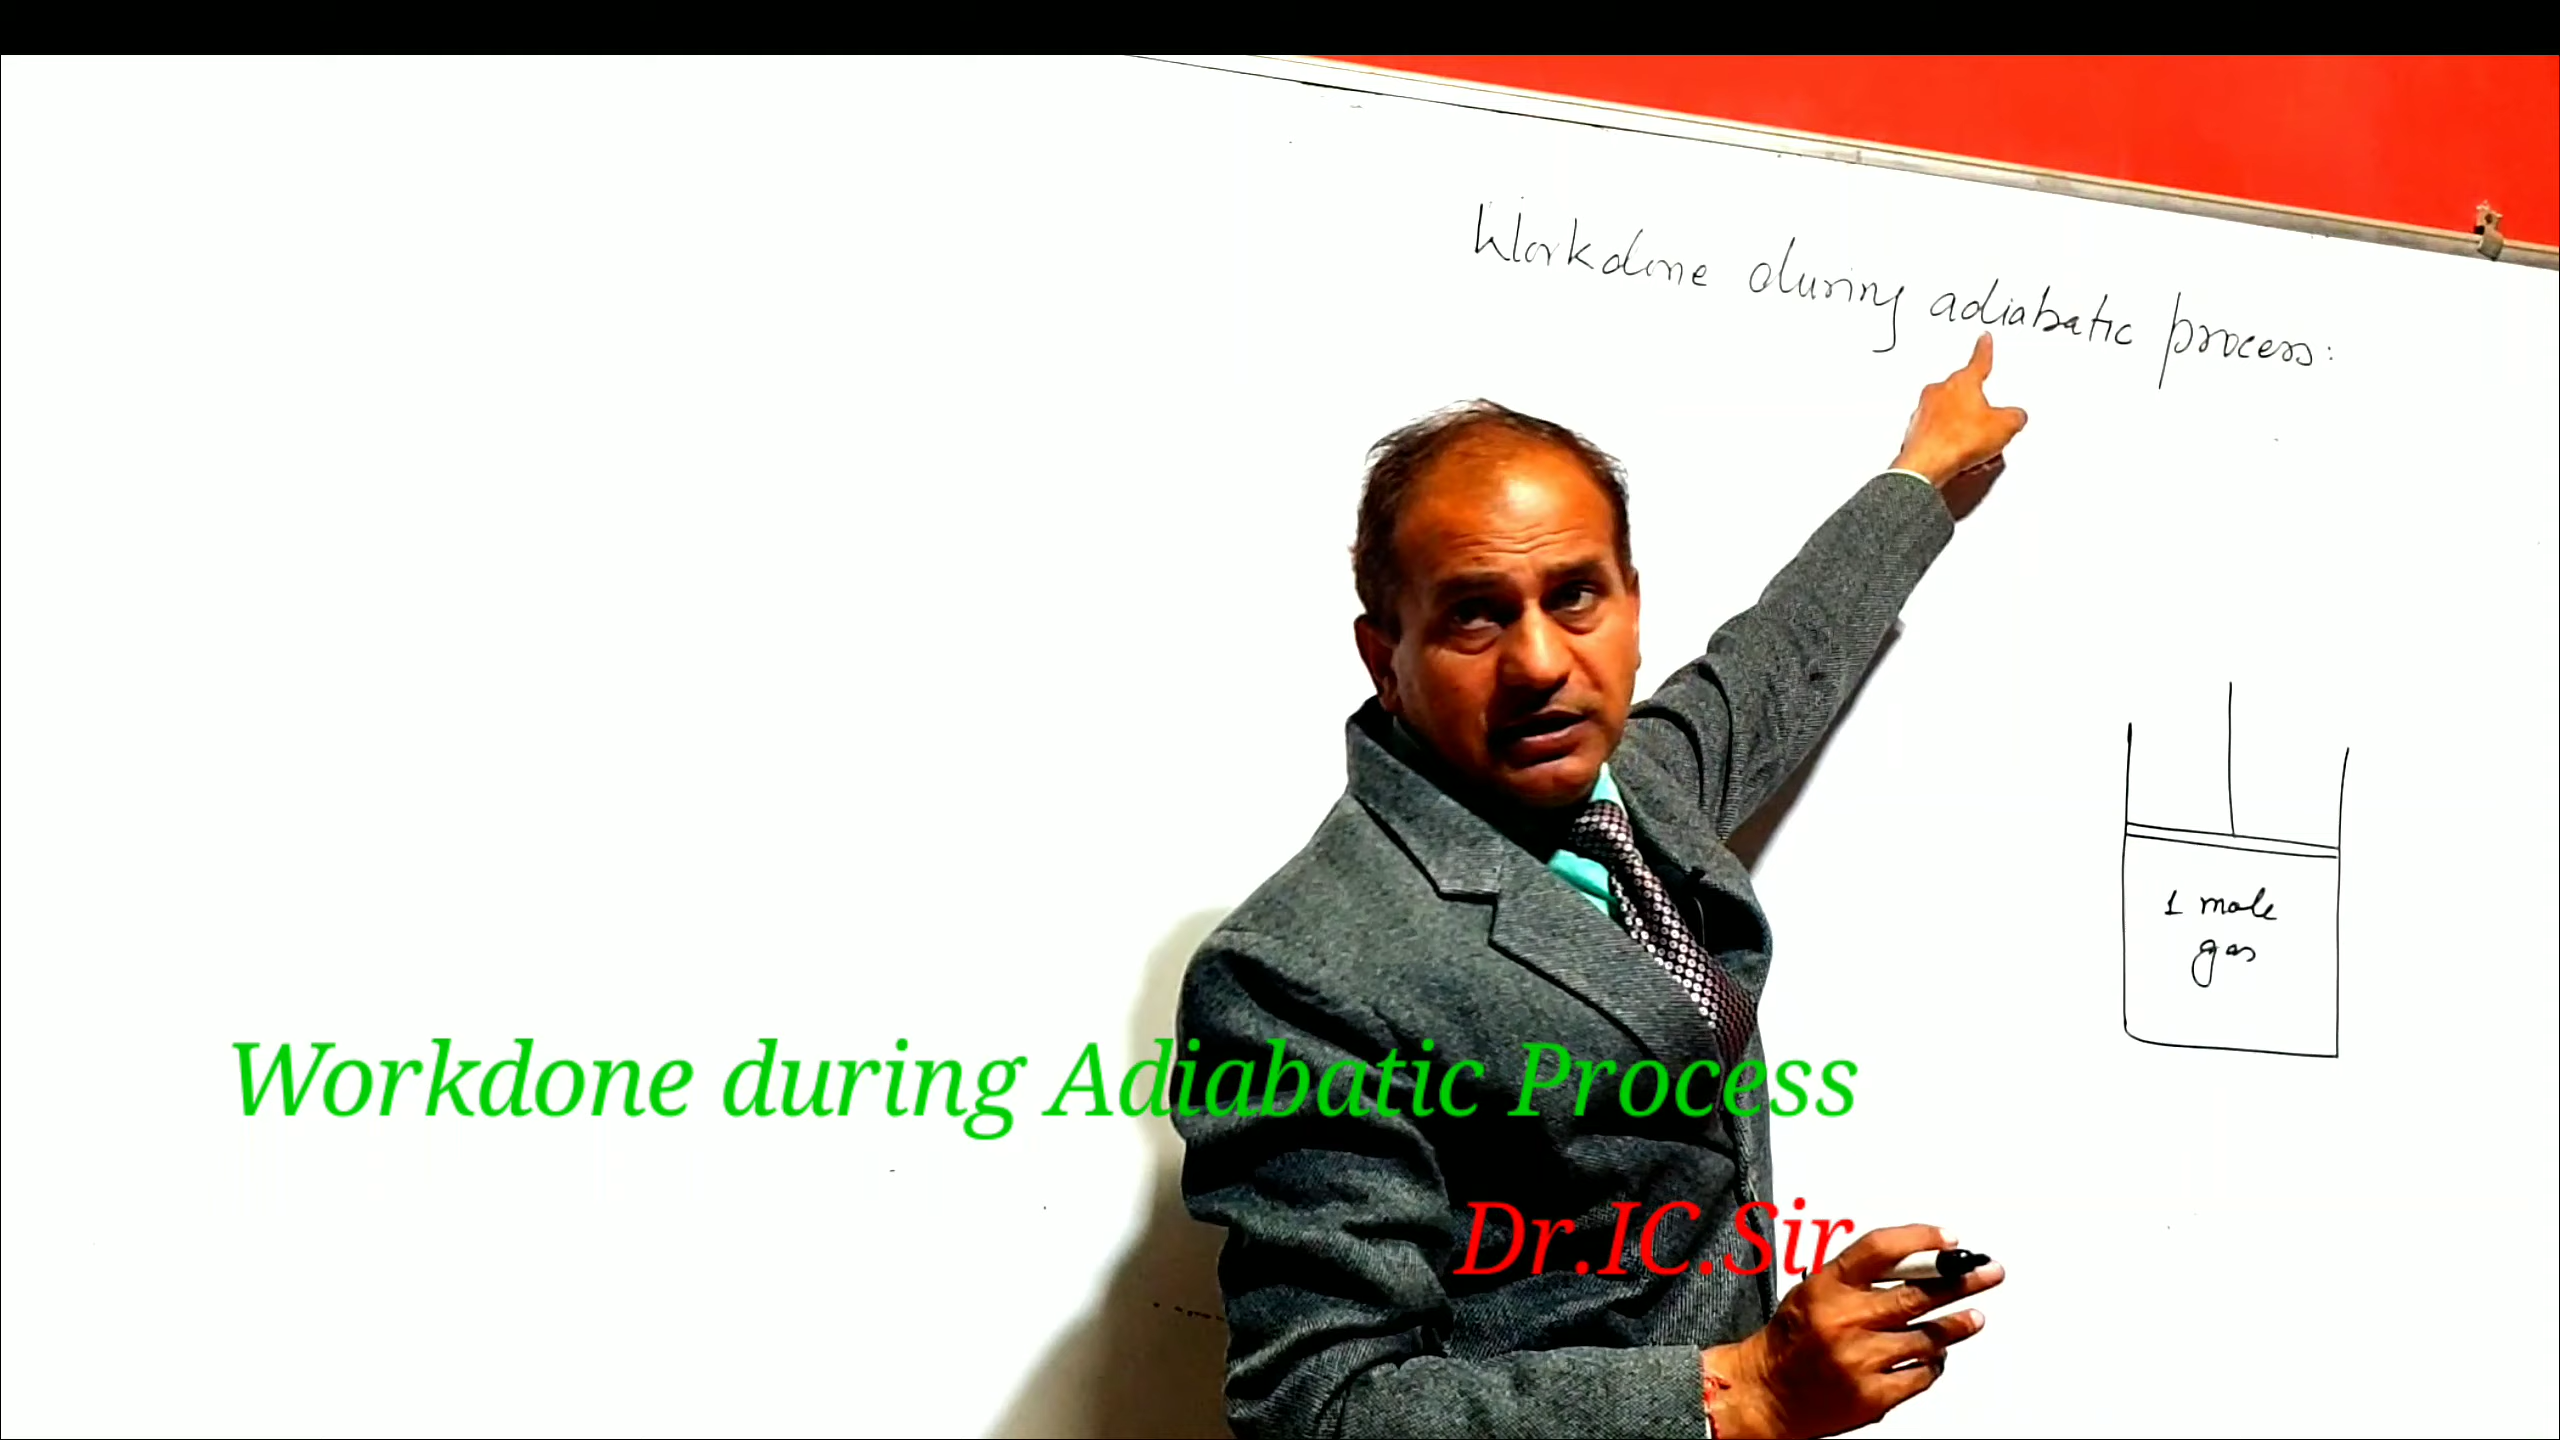 Workdone during adiabatic process:
1 mole
gas
Workdone during Adiabatic Process
Dr.IC.Sir